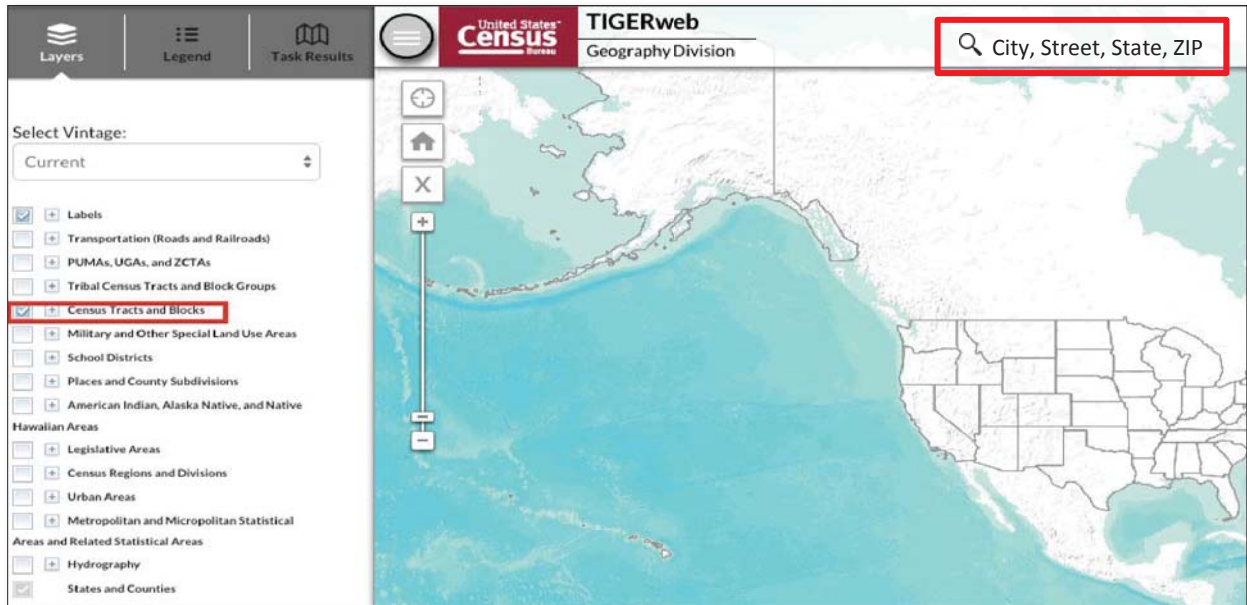 Layers
Legend
Task Results
United States™
Census
Bureau
TIGERweb
Geography Division
City, Street, State, ZIP
Select Vintage:
Current
Labels
Transportation (Roads and Railroads)
PUMAs, UGAs, and ZCTAs
Tribal Census Tracts and Block Groups
Census Tracts and Blocks
Military and Other Special Land Use Areas
School Districts
Places and County Subdivisions
American Indian, Alaska Native, and Native
Hawaiian Areas
Legislative Areas
Census Regions and Divisions
Urban Areas
Metropolitan and Micropolitan Statistical
Areas and Related Statistical Areas
Hydrography
States and Counties